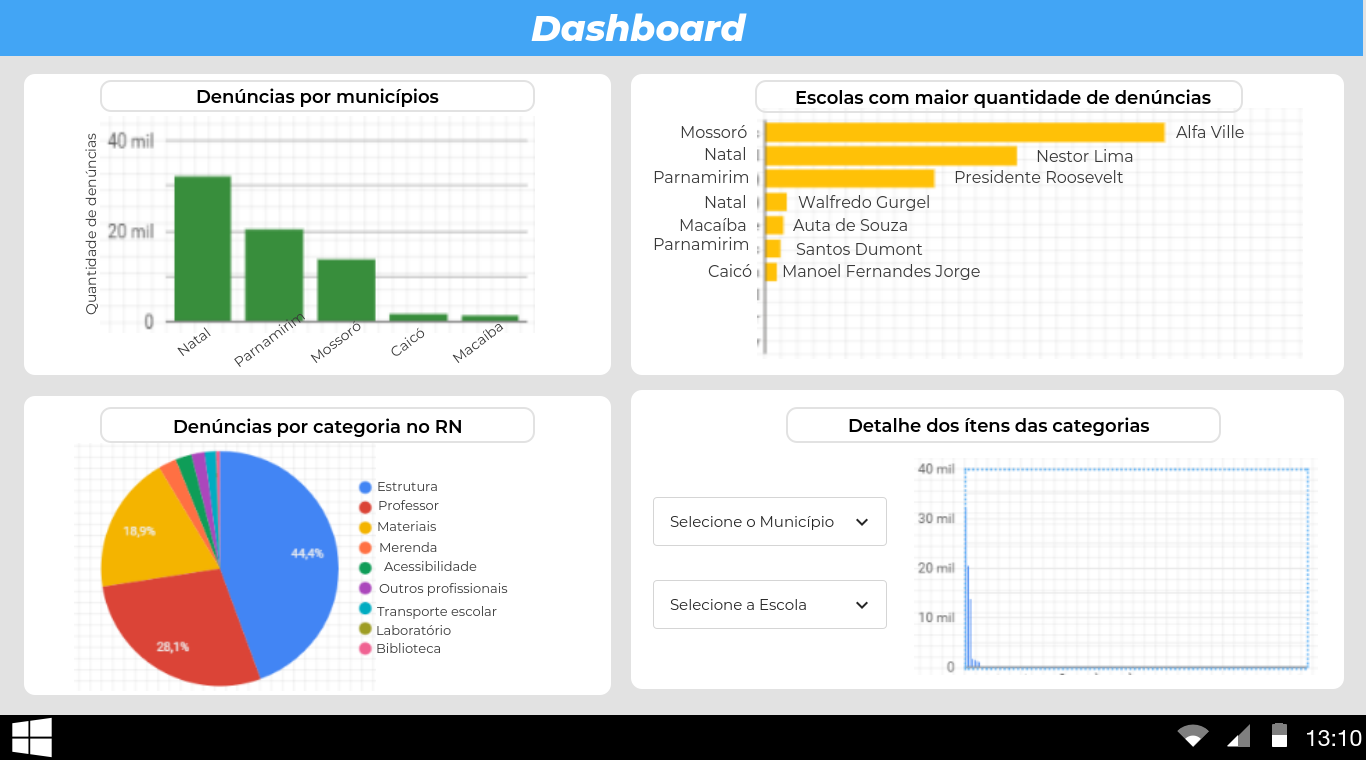 Dashboard
Denúncias por municípios
Quantidade de denúncias
40 mil
20 mil
0
Natal
Parnamirim
Mossoró
Caicó
Macaíba
Escolas com maior quantidade de denúncias
Mossoró Alfa Ville
Natal Nestor Lima
Parnamirim Presidente Roosevelt
Natal Walfredo Gurgel
Macaíba Auta de Souza
Parnamirim Santos Dumont
Caicó Manoel Fernandes Jorge
Denúncias por categoria no RN
44,4%
28,1%
18,9%
Estrutura
Professor
Materiais
Merenda
Acessibilidade
Outros profissionais
Transporte escolar
Laboratório
Biblioteca
Detalhe dos ítens das categorias
Selecione o Município
Selecione a Escola
40 mil
30 mil
20 mil
10 mil
0
13:10